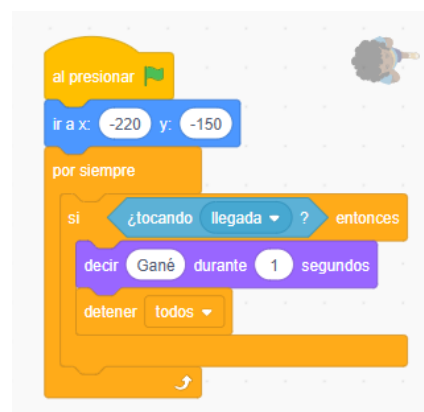 al presionar
ir a x: -220 y: -150
por siempre
si ¿tocando llegada ? entonces
decir Gané durante 1 segundos
detener todos